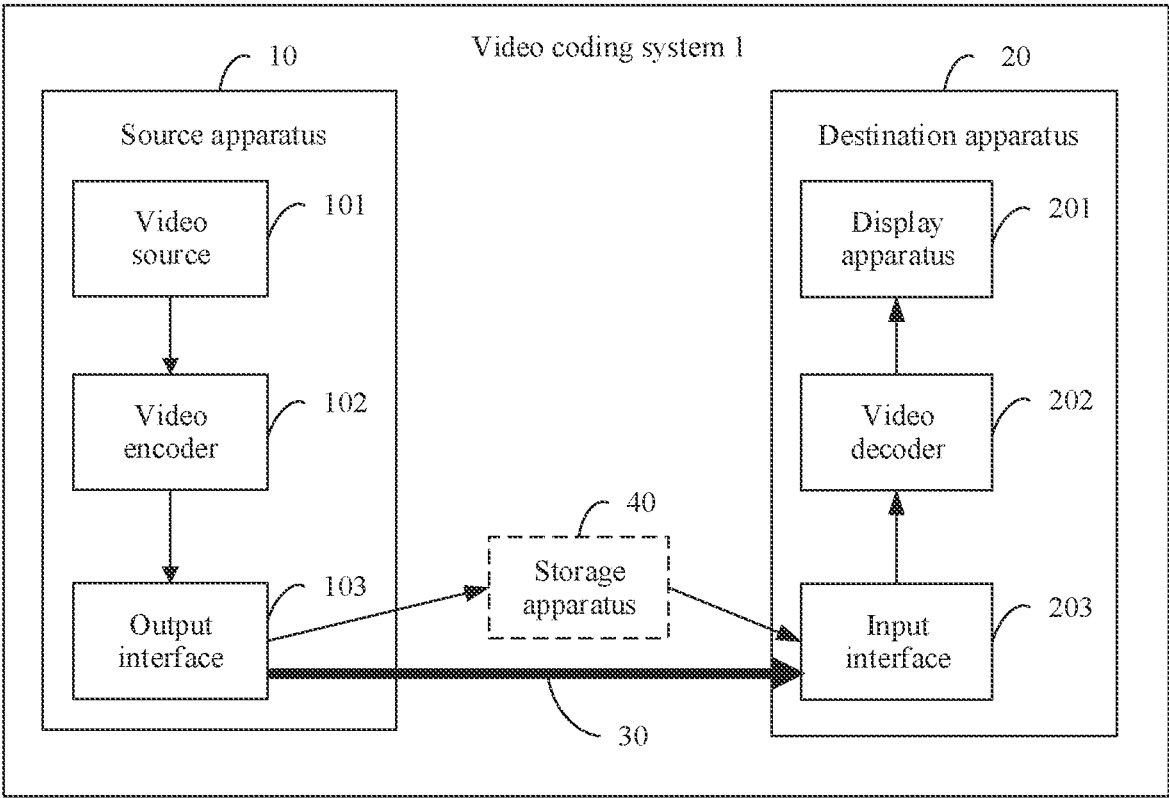 Video coding system 1
10
20
Source apparatus
Destination apparatus
Video
source
101
Display
apparatus
201
Video
encoder
102
Video
decoder
202
40
Storage
apparatus
Output
interface
103
Input
interface
203
30